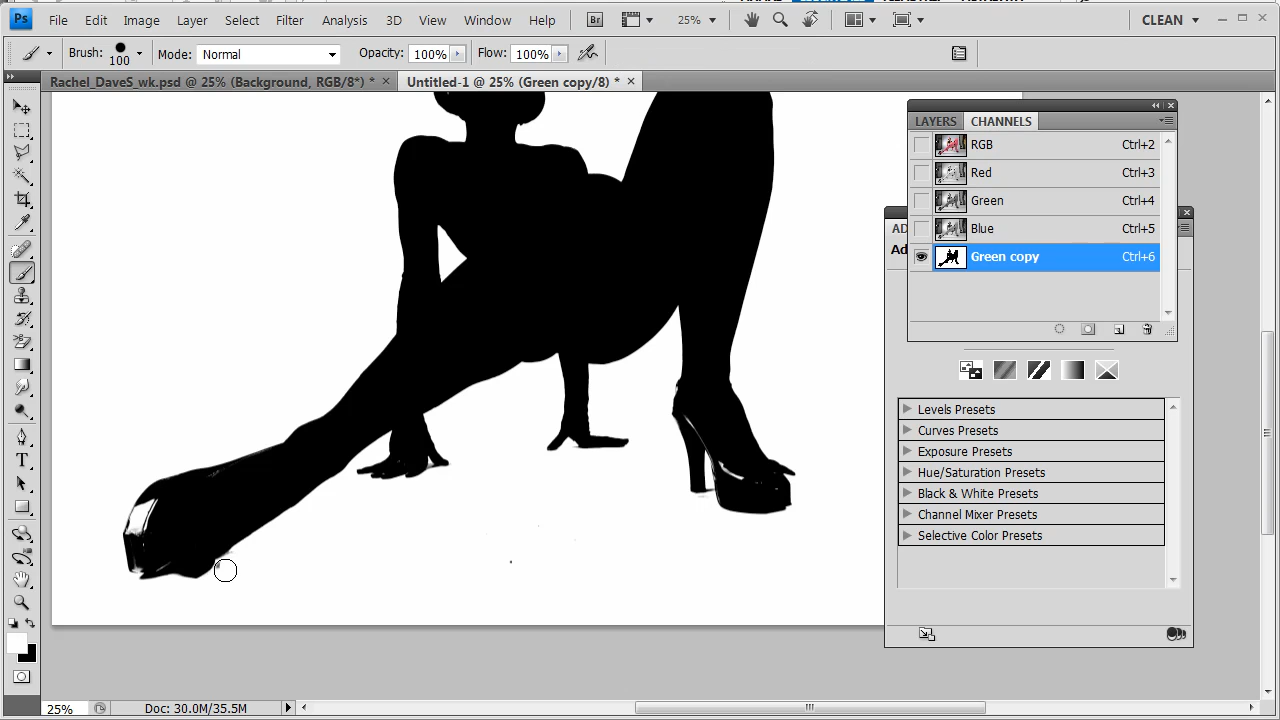 Ps File Edit Image Layer Select Filter Analysis 3D View Window Help Br 25% CLEAN
Brush: 100 Mode: Normal Opacity: 100% Flow: 100%
Rachel_DaveS_wk.psd @ 25% (Background, RGB/8*) * × Untitled-1 @ 25% (Green copy/8) * ×
LAYERS CHANNELS
RGB Ctrl+2
Red Ctrl+3
Green Ctrl+4
Blue Ctrl+5
Green copy Ctrl+6
AD
Ad
Levels Presets
Curves Presets
Exposure Presets
Hue/Saturation Presets
Black & White Presets
Channel Mixer Presets
Selective Color Presets
T
25% Doc: 30.0M/35.5M